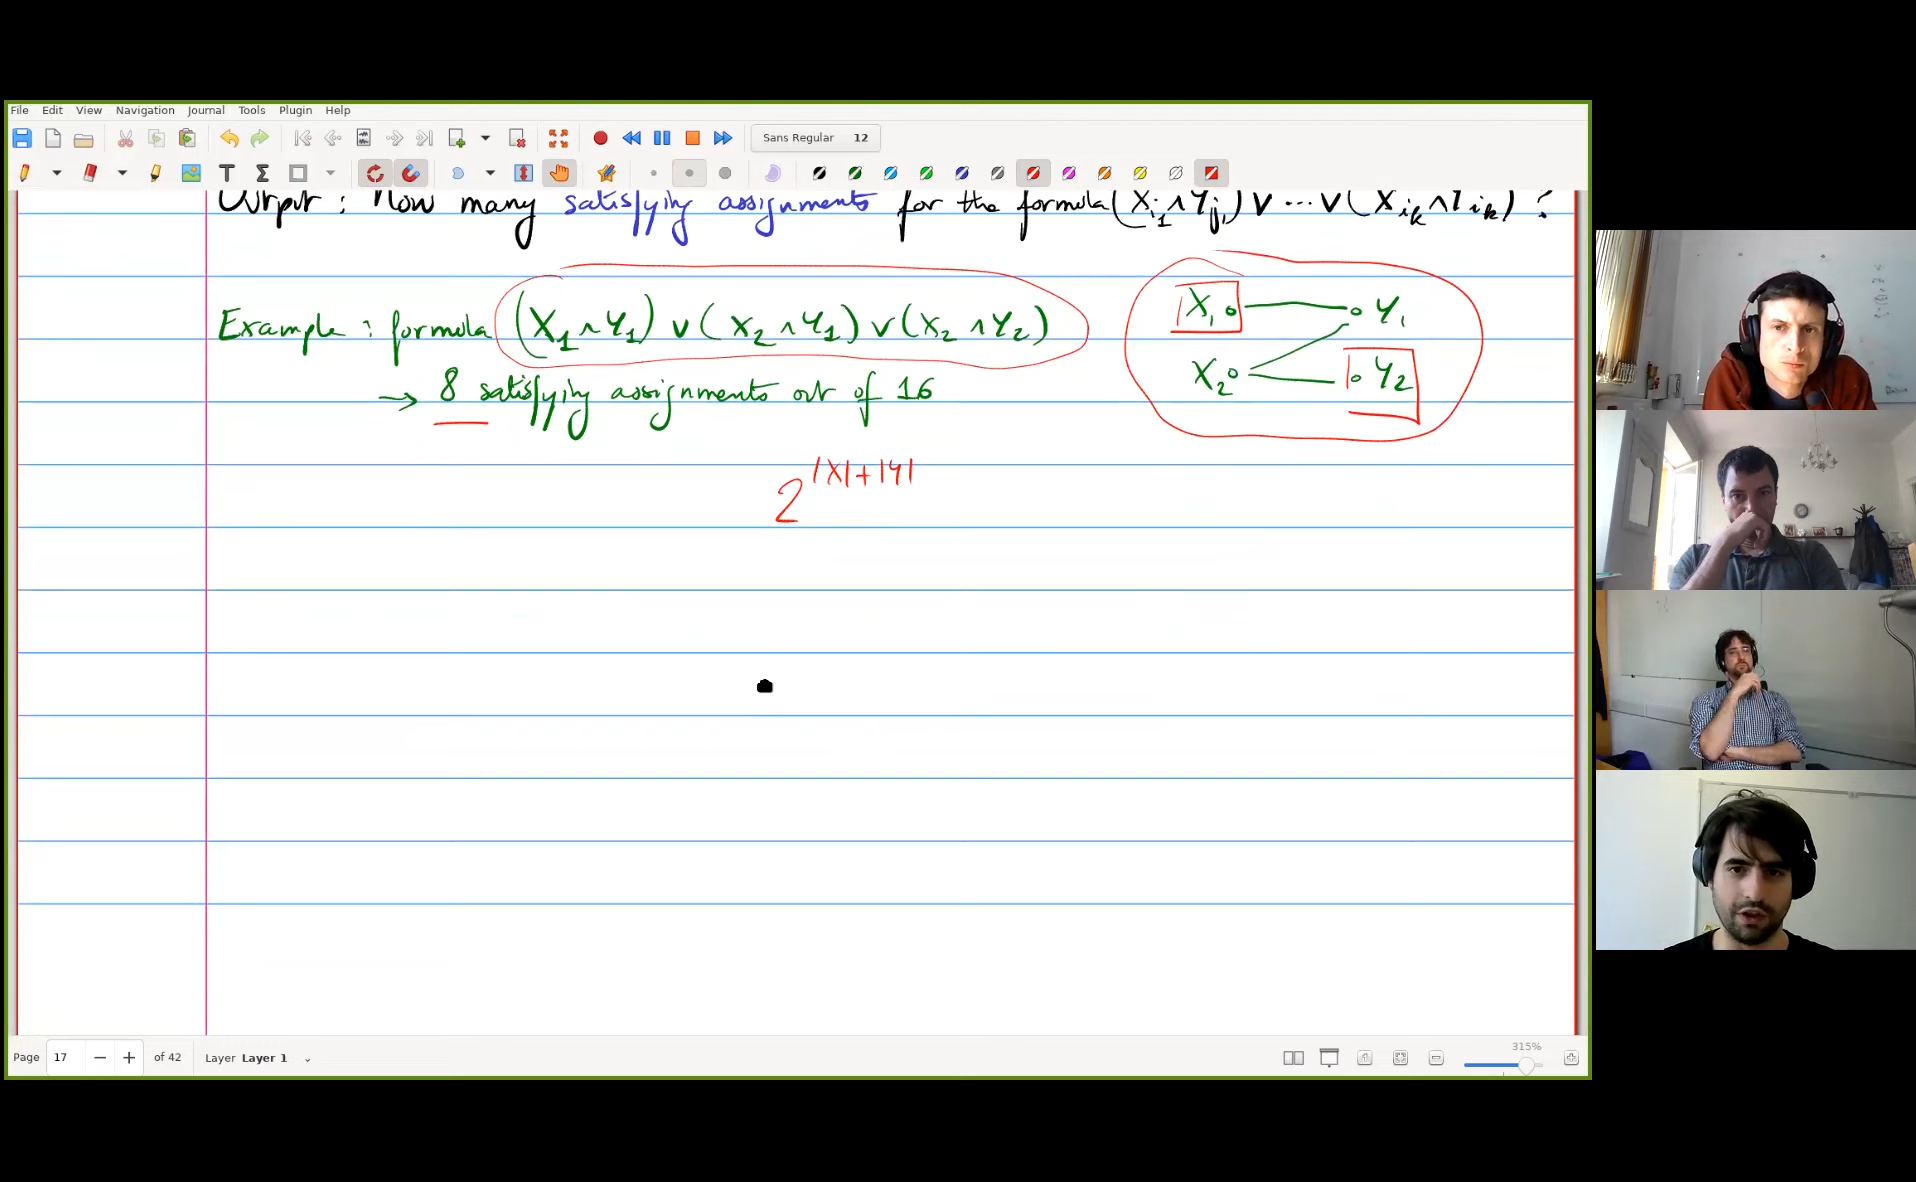 File Edit View Navigation Journal Tools Plugin Help
Sans Regular 12
Output : How many satisfying assignments for the formula (X_{i_1} ∧ Y_{j_1}) ∨ ⋯ ∨ (X_{i_k} ∧ Y_{i_k}) ?
Example : formula (X_1 ∧ Y_1) ∨ (X_2 ∧ Y_1) ∨ (X_2 ∧ Y_2)
X_1 Y_1
X_2 Y_2
→ 8 satisfying assignments out of 16
2^{|X|+|Y|}
Page 17 of 42 Layer Layer 1
315%